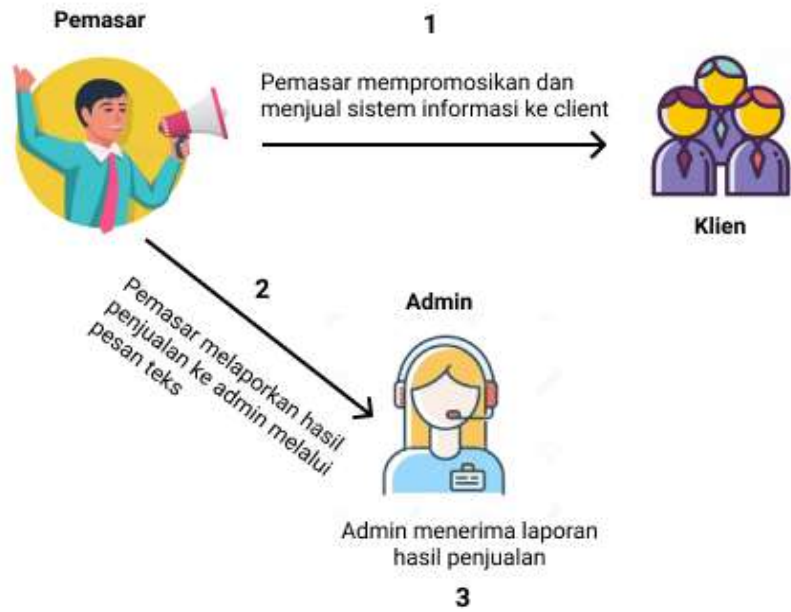 Pemasar
1
Pemasar mempromosikan dan
menjual sistem informasi ke client
Klien
2
Pemasar melaporkan hasil
penjualan ke admin melalui
pesan teks
Admin
Admin menerima laporan
hasil penjualan
3